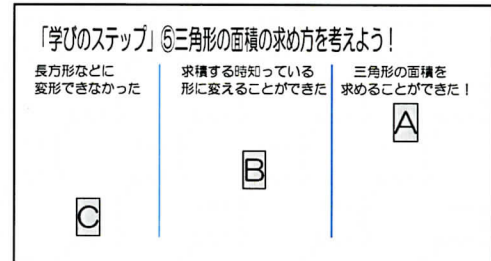 「学びのステップ」⑤三角形の面積の求め方を考えよう！
長方形などに
変形できなかった
求積する時知っている
形に変えることができた
三角形の面積を
求めることができた！
A
B
C